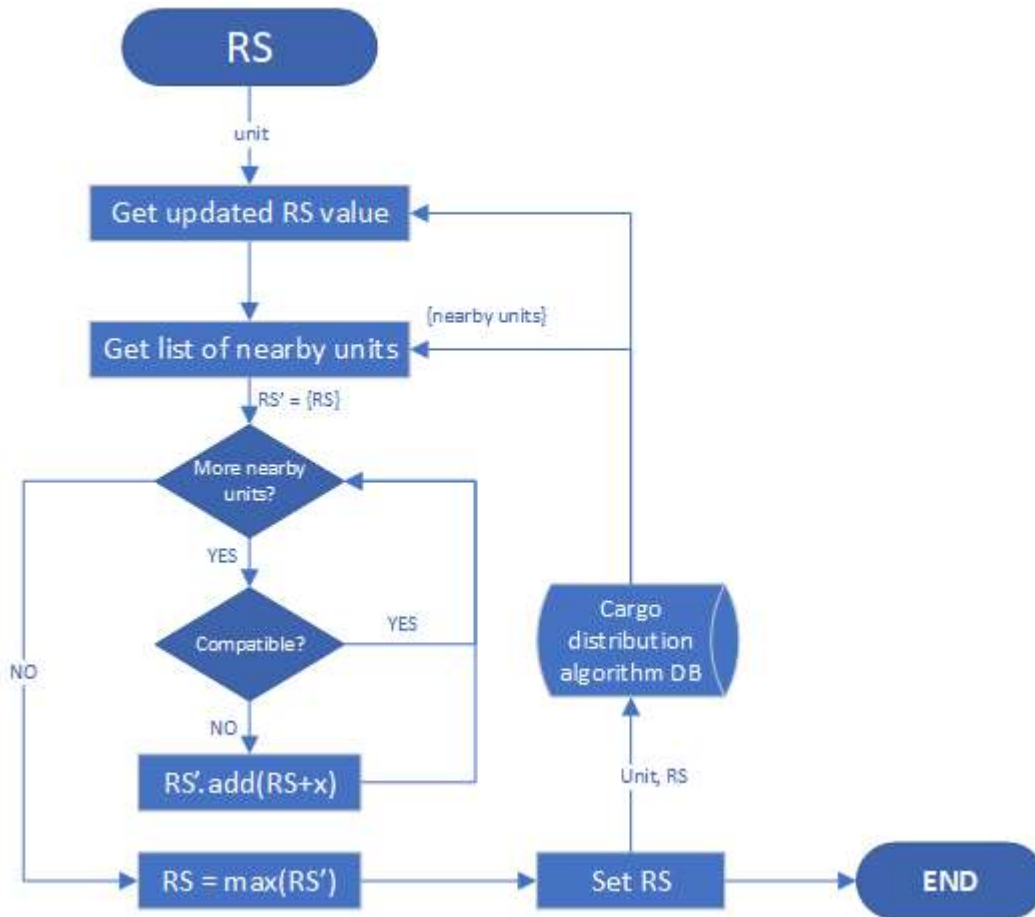 RS
unit
Get updated RS value
{nearby units}
Get list of nearby units
RS' = {RS}
More nearby
units?
YES
Compatible?
YES
NO
NO
RS'.add(RS+x)
Cargo
distribution
algorithm DB
Unit, RS
RS = max(RS')
Set RS
END